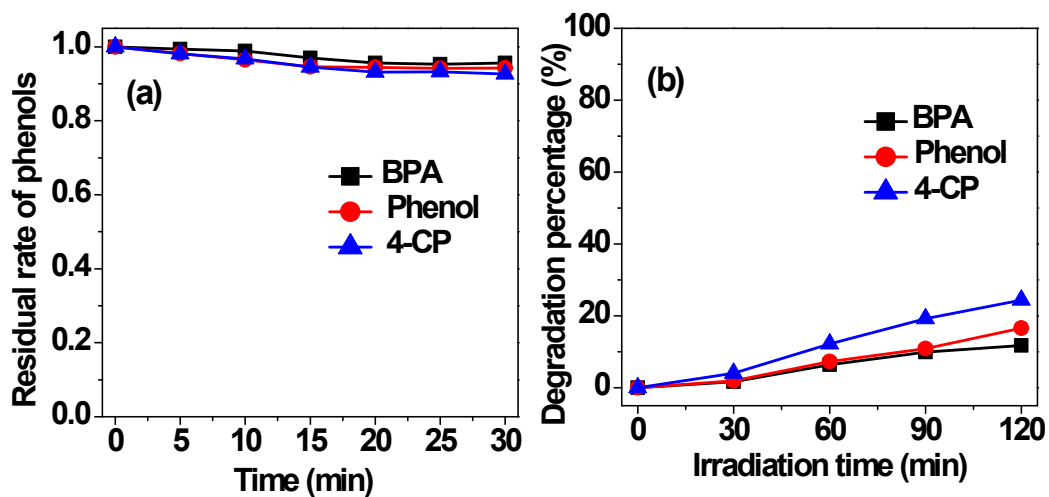 Residual rate of phenols
1.0
0.8
0.6
0.4
0.2
0.0
(a)
BPA
Phenol
4-CP
0 5 10 15 20 25 30
Time (min)
Degradation percentage (%)
100
80
60
40
20
0
(b)
BPA
Phenol
4-CP
0 30 60 90 120
Irradiation time (min)